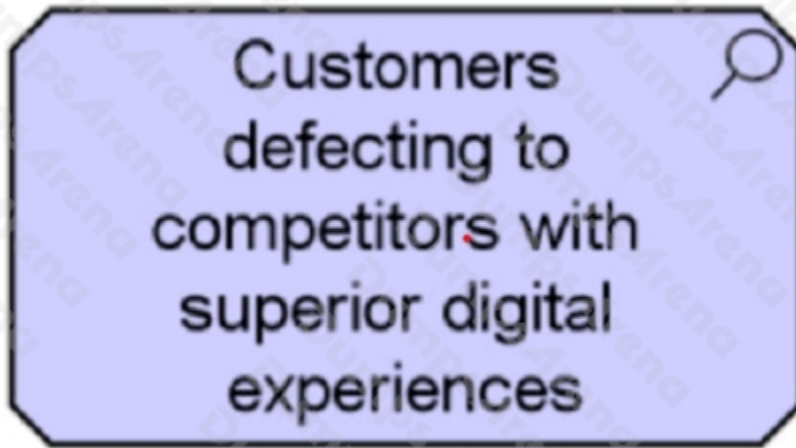 Customers
defecting to
competitors with
superior digital
experiences